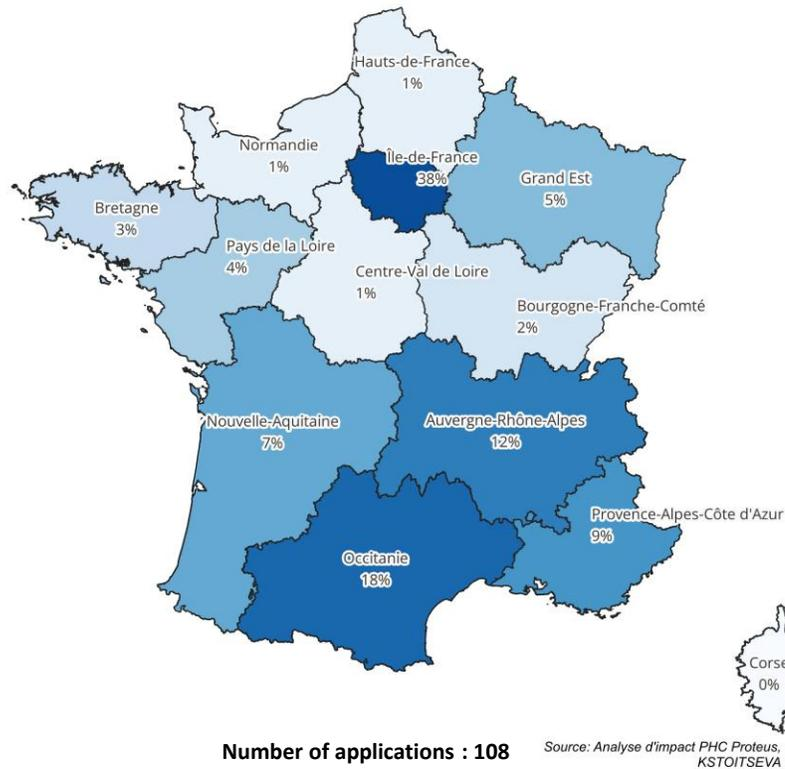 Hauts-de-France
1%
Normandie
1%
Île-de-France
38%
Grand Est
5%
Bretagne
3%
Pays de la Loire
4%
Centre-Val de Loire
1%
Bourgogne-Franche-Comté
2%
Nouvelle-Aquitaine
7%
Auvergne-Rhône-Alpes
12%
Provence-Alpes-Côte d'Azur
9%
Occitanie
18%
Corse
0%
Number of applications : 108
Source: Analyse d'impact PHC Proteus,
KSTOITSEVA